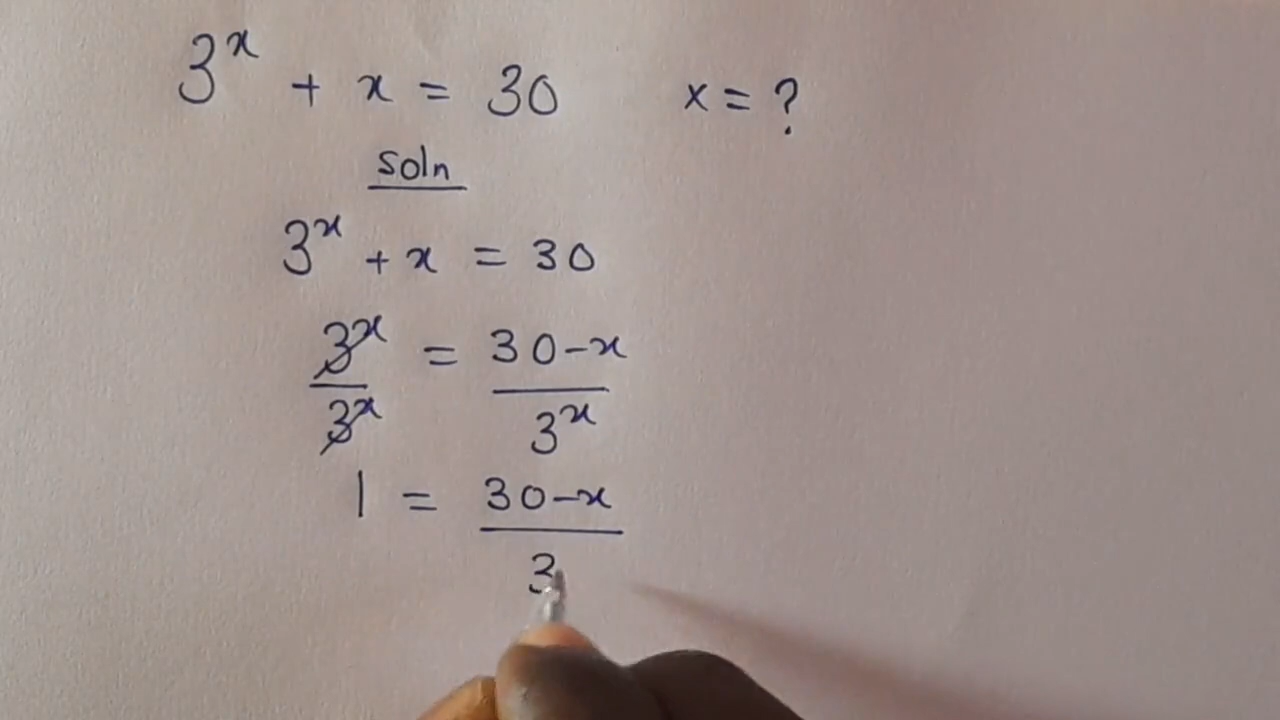 3^x + x = 30 x = ?
soln
3^x + x = 30
3^x/3^x = 30-x/3^x
1 = 30-x/3